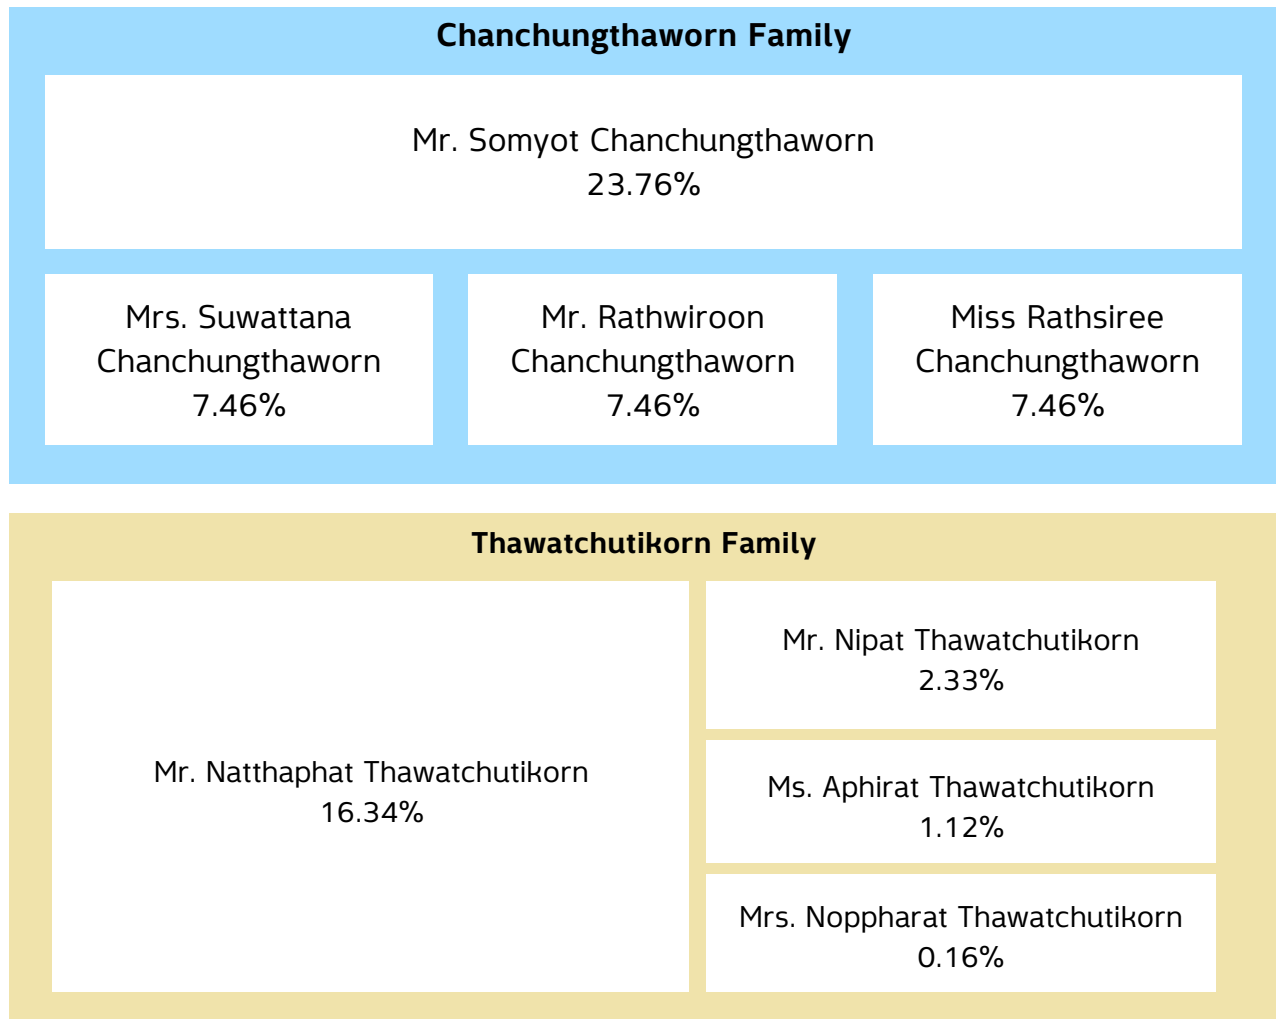 Chanchungthaworn Family
Mr. Somyot Chanchungthaworn
23.76%
Mrs. Suwattana
Chanchungthaworn
7.46%
Mr. Rathwiroon
Chanchungthaworn
7.46%
Miss Rathsiree
Chanchungthaworn
7.46%
Thawatchutikorn Family
Mr. Natthaphat Thawatchutikorn
16.34%
Mr. Nipat Thawatchutikorn
2.33%
Ms. Aphirat Thawatchutikorn
1.12%
Mrs. Noppharat Thawatchutikorn
0.16%